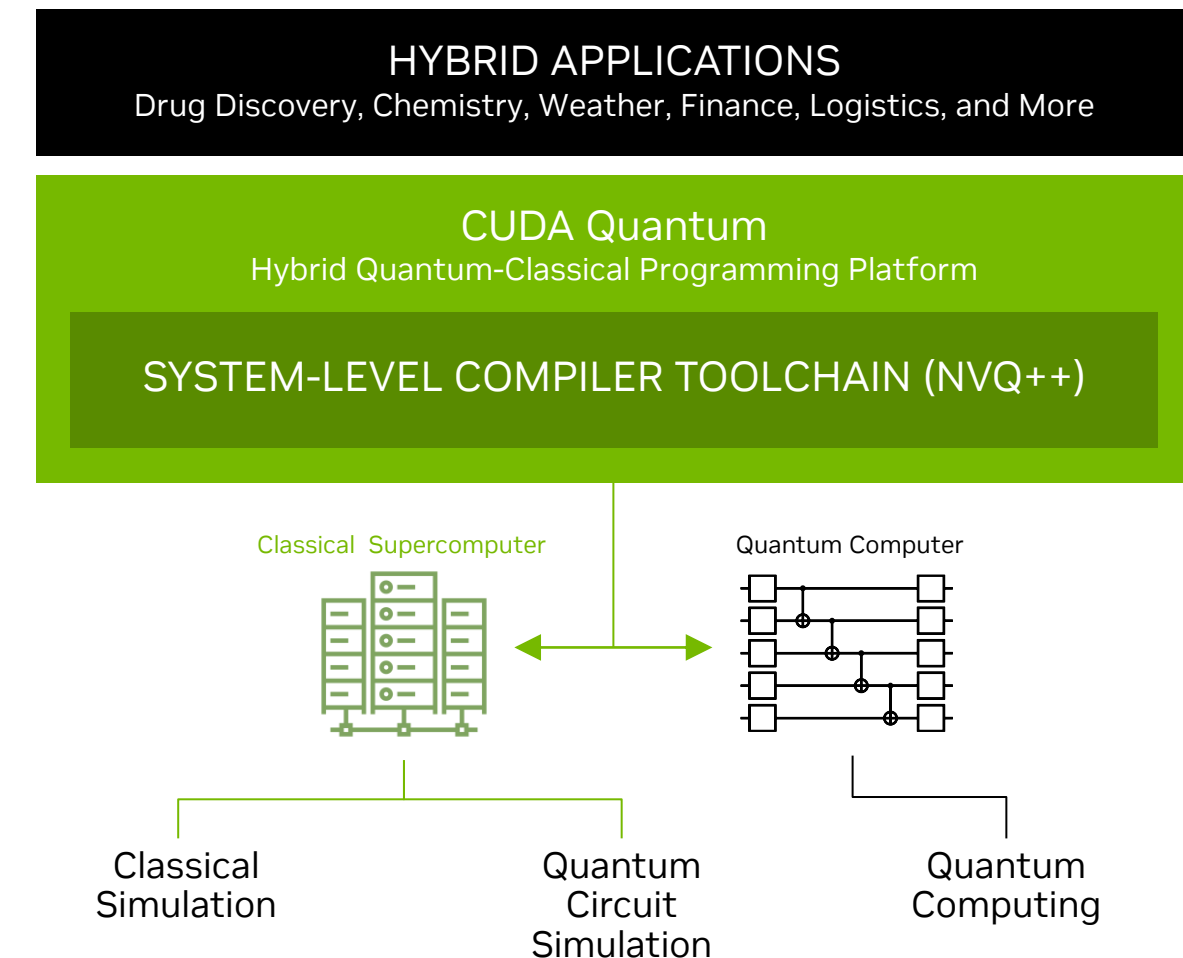 HYBRID APPLICATIONS
Drug Discovery, Chemistry, Weather, Finance, Logistics, and More
CUDA Quantum
Hybrid Quantum-Classical Programming Platform
SYSTEM-LEVEL COMPILER TOOLCHAIN (NVQ++)
Classical Supercomputer
Quantum Computer
Classical
Simulation
Quantum
Circuit
Simulation
Quantum
Computing